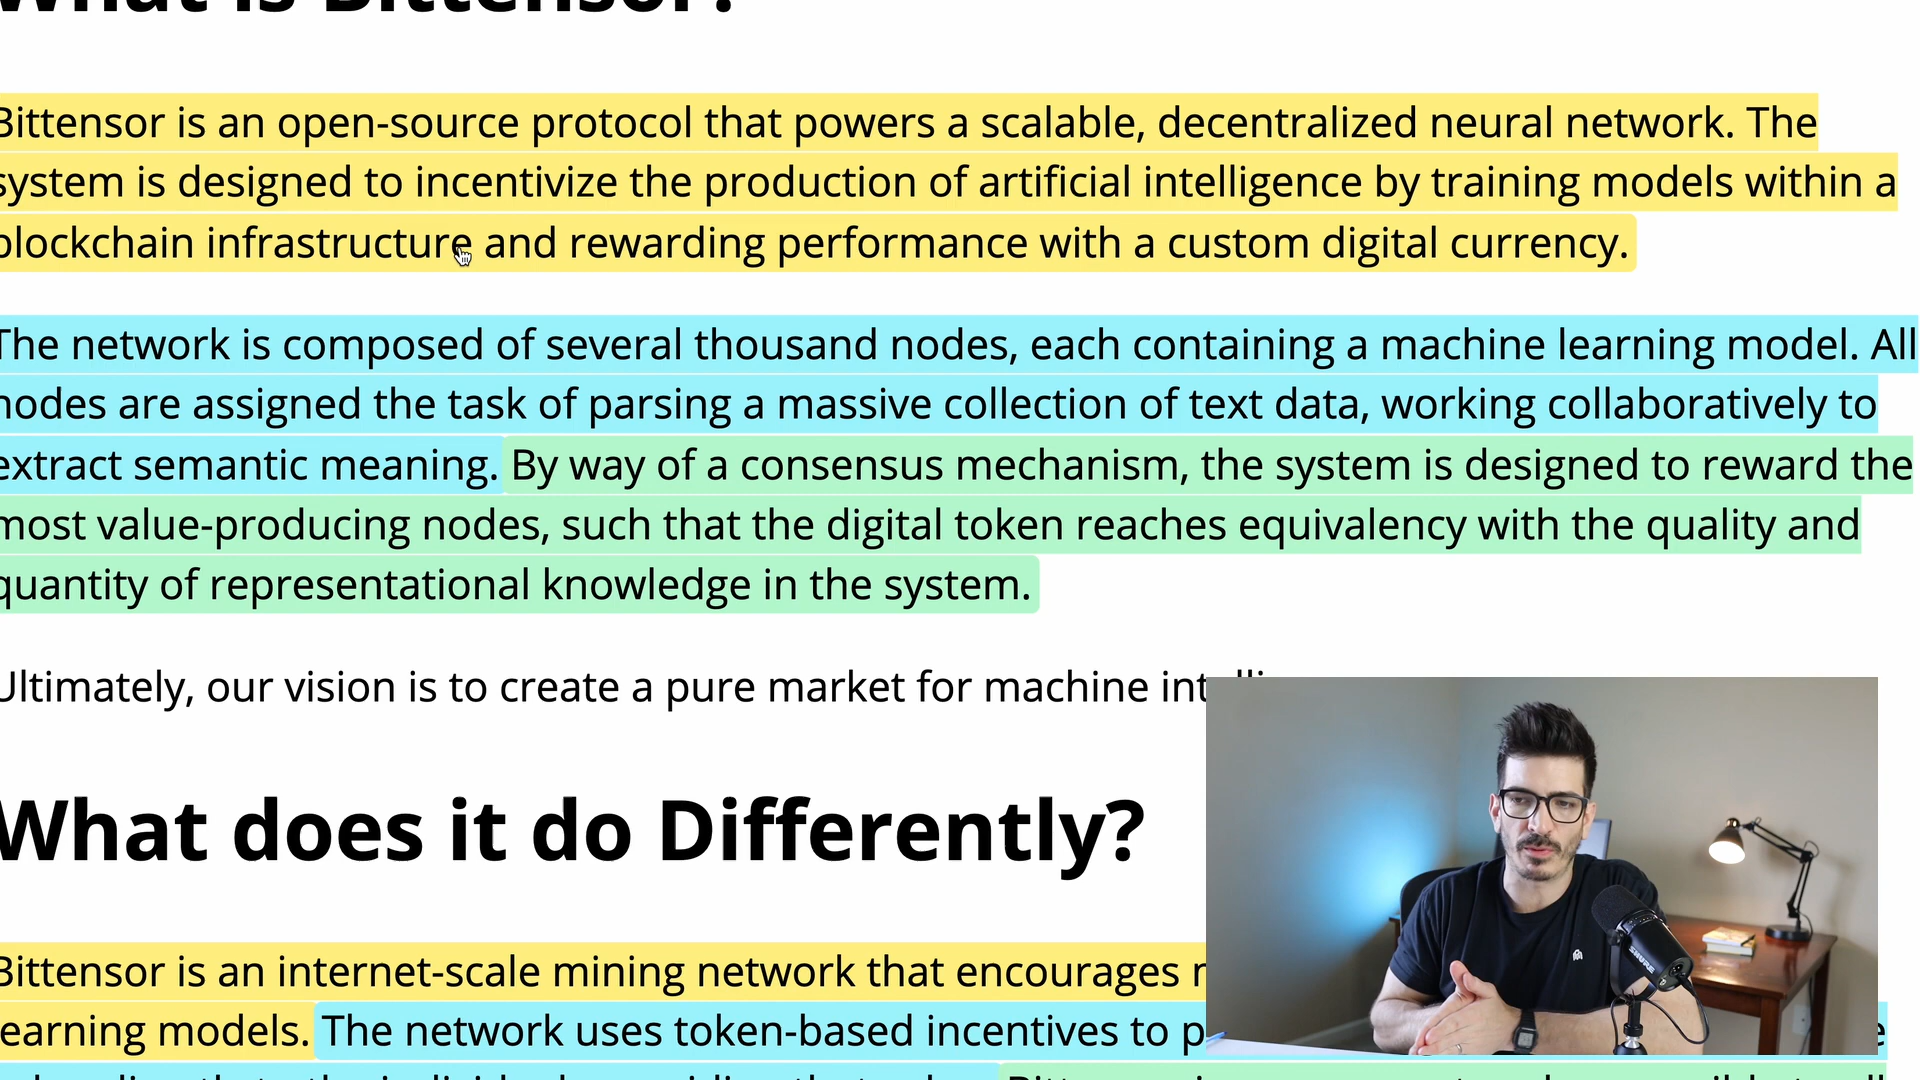 What is Bittensor?
Bittensor is an open-source protocol that powers a scalable, decentralized neural network. The
system is designed to incentivize the production of artificial intelligence by training models within a
blockchain infrastructure and rewarding performance with a custom digital currency.
The network is composed of several thousand nodes, each containing a machine learning model. All
nodes are assigned the task of parsing a massive collection of text data, working collaboratively to
extract semantic meaning. By way of a consensus mechanism, the system is designed to reward the
most value-producing nodes, such that the digital token reaches equivalency with the quality and
quantity of representational knowledge in the system.
Ultimately, our vision is to create a pure market for machine
What does it do Differently?
Bittensor is an internet-scale mining network that encourages
learning models. The network uses token-based incentives to
SHURE